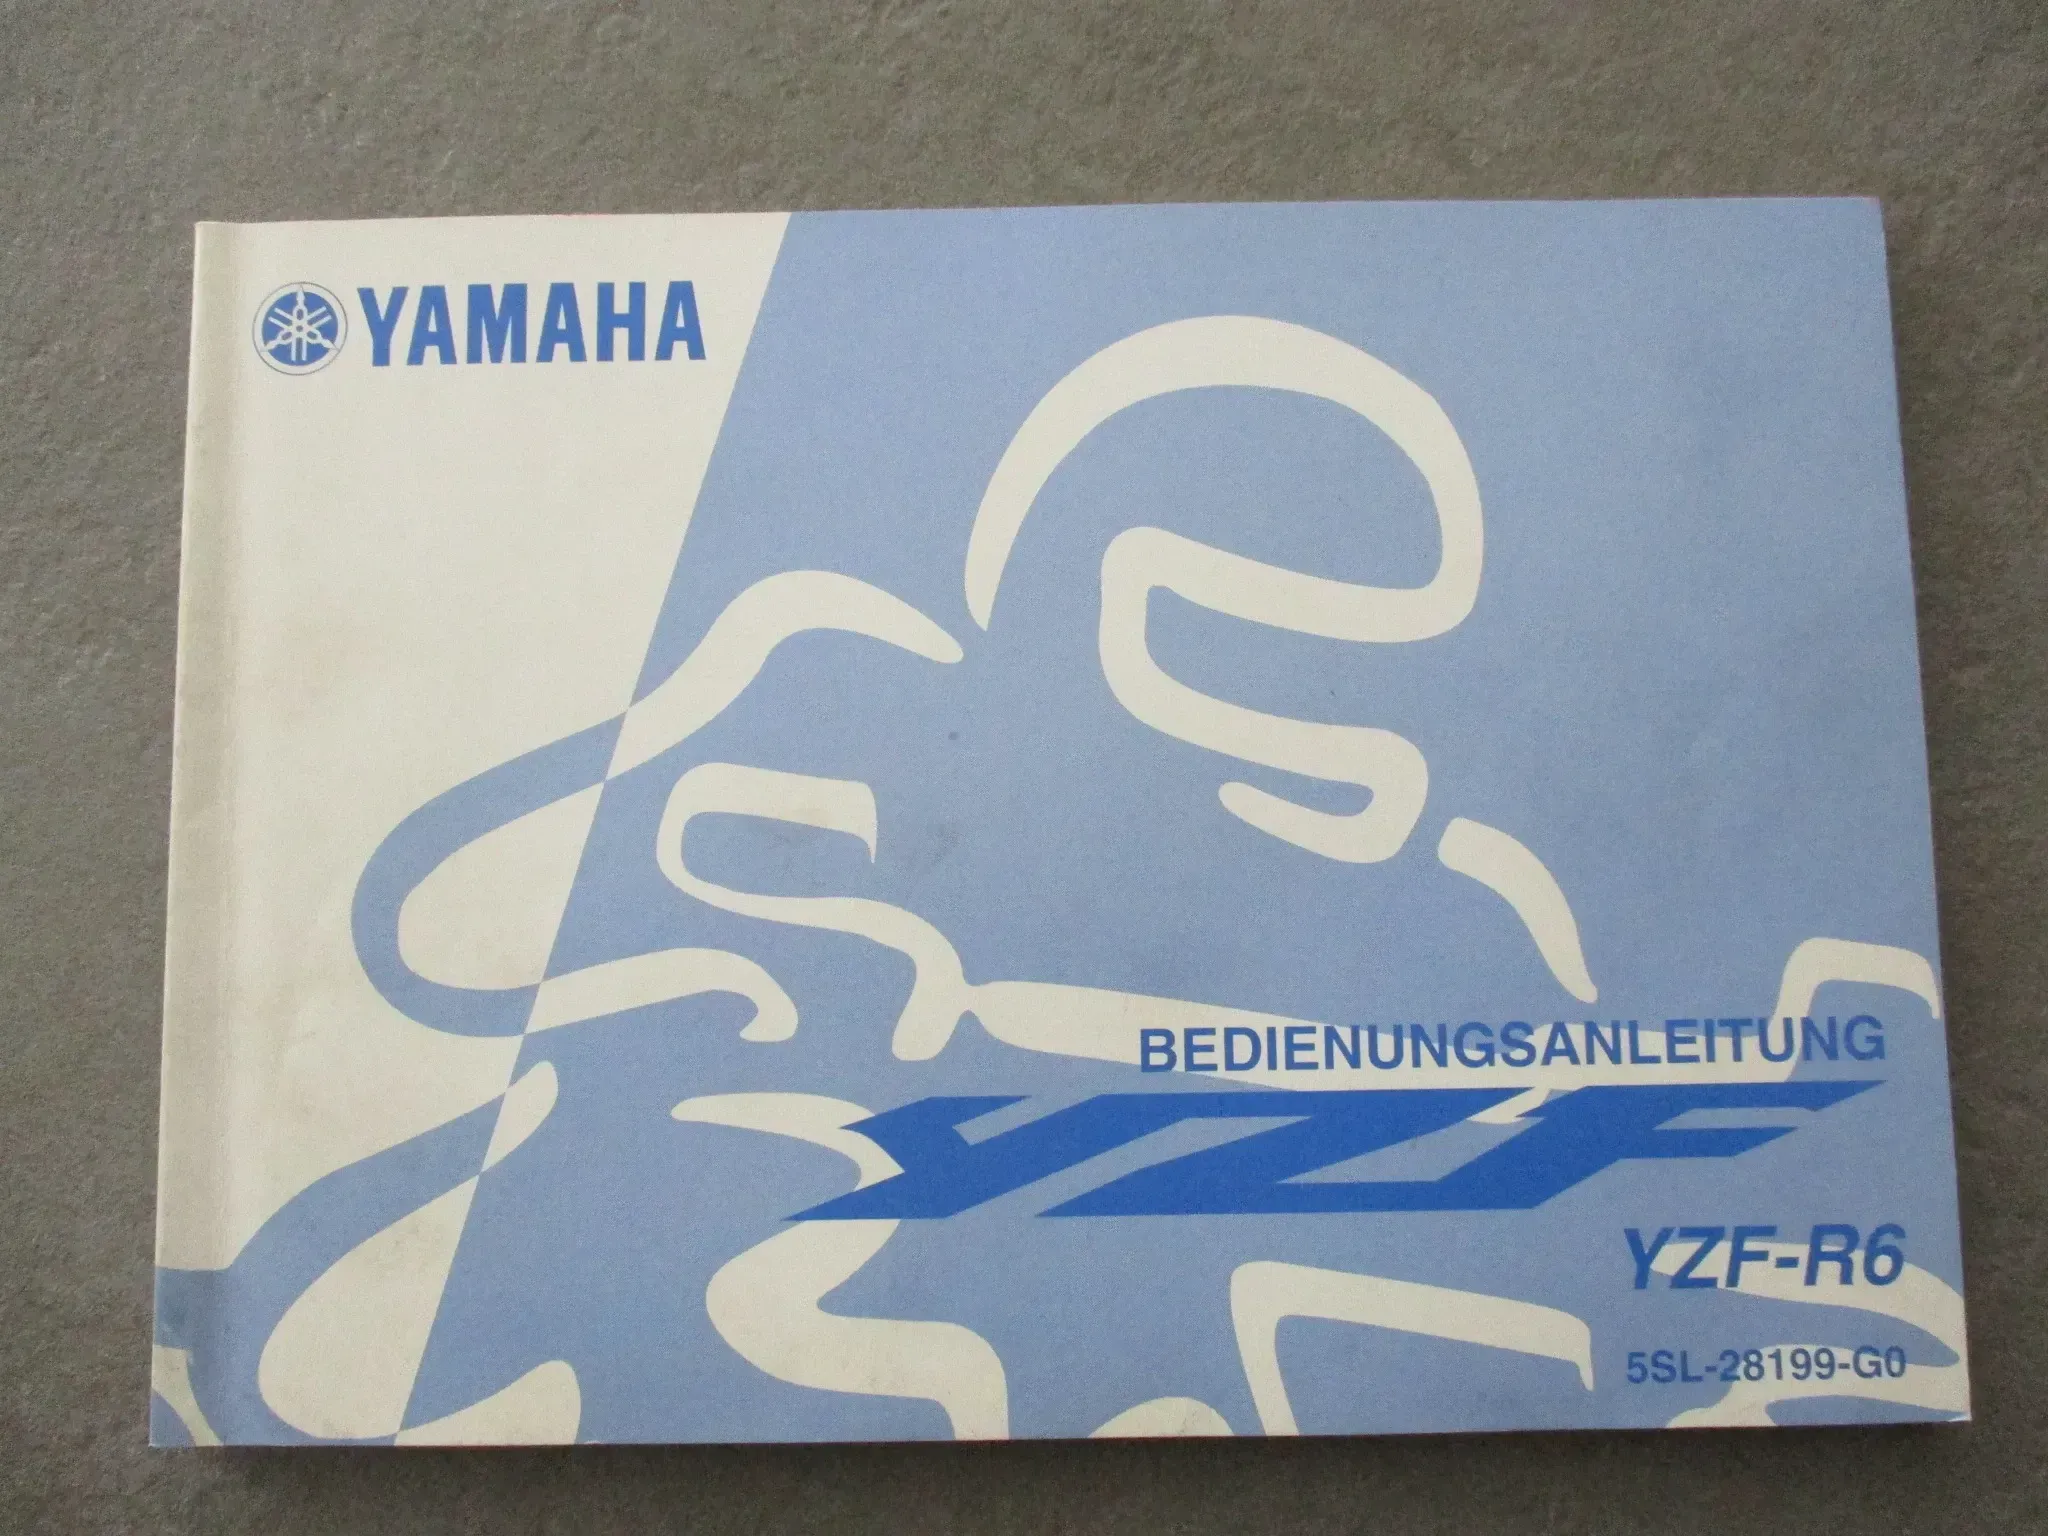 YAMAHA
BEDIENUNGSANLEITUNG
YZF
YZF-R6
5SL-28199-G0